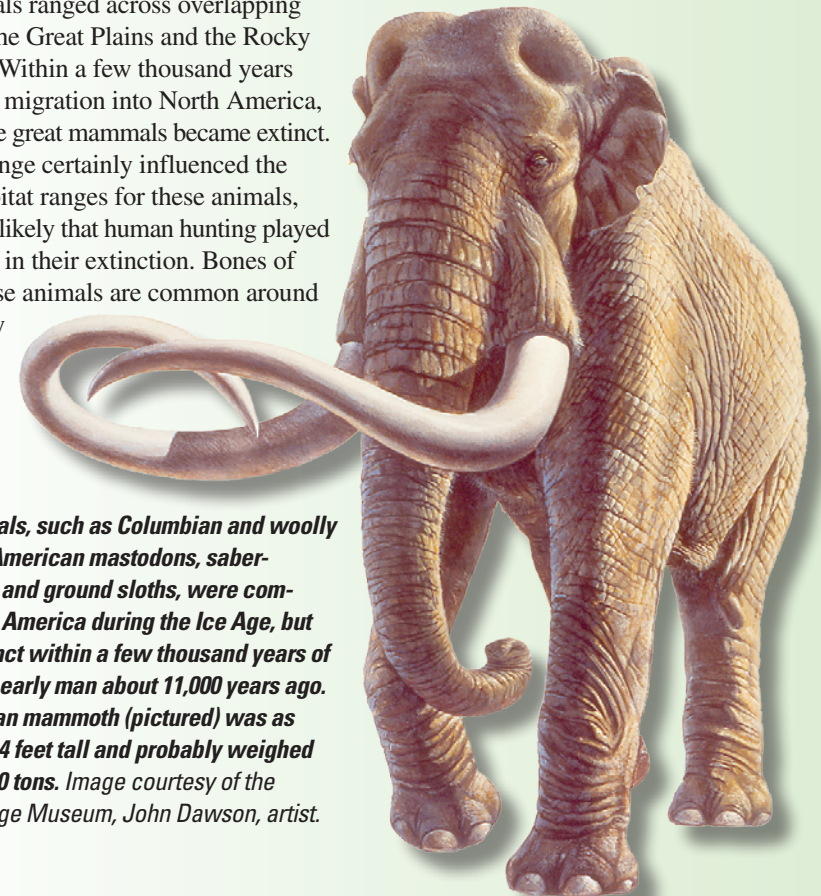 als ranged across overlapping
he Great Plains and the Rocky
Within a few thousand years
migration into North America,
e great mammals became extinct.
nge certainly influenced the
itat ranges for these animals,
likely that human hunting played
in their extinction. Bones of
se animals are common around
als, such as Columbian and woolly
American mastodons, saber-
and ground sloths, were com-
America during the Ice Age, but
nct within a few thousand years of
early man about 11,000 years ago.
an mammoth (pictured) was as
4 feet tall and probably weighed
0 tons. Image courtesy of the
ge Museum, John Dawson, artist.